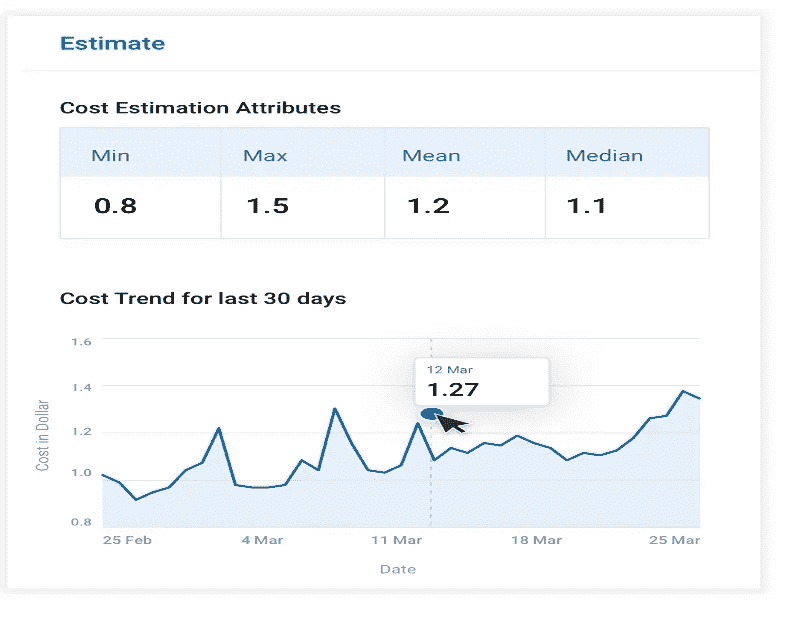 Estimate
Cost Estimation Attributes
Min Max Mean Median
0.8 1.5 1.2 1.1
Cost Trend for last 30 days
1.6
12 Mar
1.4
1.27
1.2
Cost in Dollar
1.0
0.8
25 Feb 4 Mar 11 Mar 18 Mar 25 Mar
Date